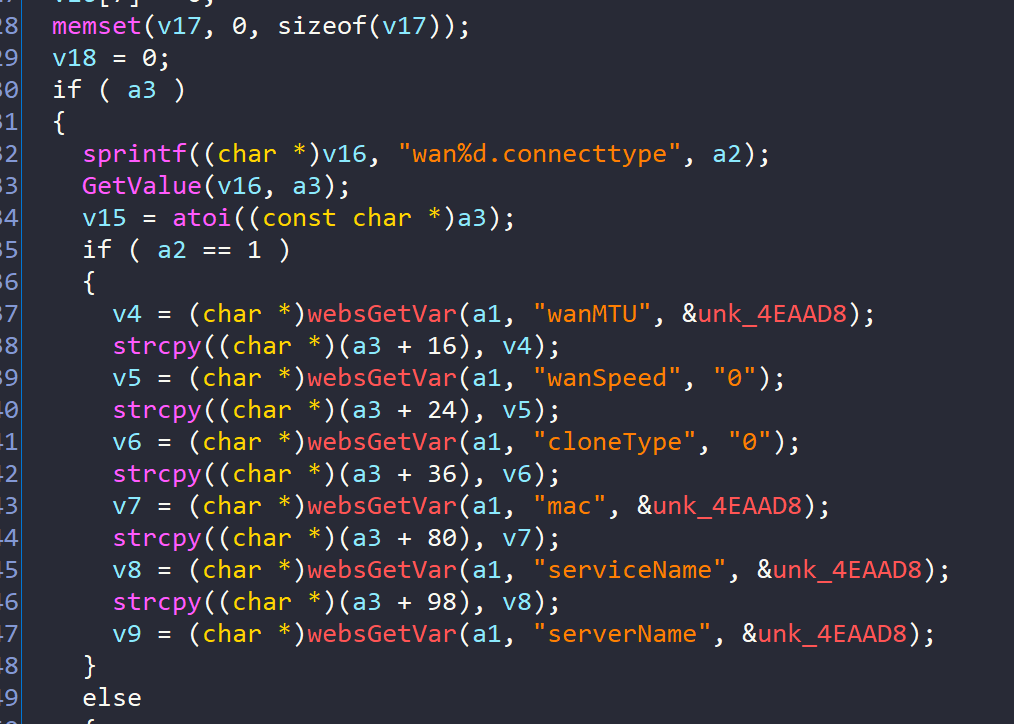 28 memset(v17, 0, sizeof(v17));
29 v18 = 0;
30 if ( a3 )
31 {
32 sprintf((char *)v16, "wan%d.connecttype", a2);
33 GetValue(v16, a3);
34 v15 = atoi((const char *)a3);
35 if ( a2 == 1 )
36 {
37 v4 = (char *)websGetVar(a1, "wanMTU", &unk_4EAAD8);
38 strcpy((char *)(a3 + 16), v4);
39 v5 = (char *)websGetVar(a1, "wanSpeed", "0");
40 strcpy((char *)(a3 + 24), v5);
41 v6 = (char *)websGetVar(a1, "cloneType", "0");
42 strcpy((char *)(a3 + 36), v6);
43 v7 = (char *)websGetVar(a1, "mac", &unk_4EAAD8);
44 strcpy((char *)(a3 + 80), v7);
45 v8 = (char *)websGetVar(a1, "serviceName", &unk_4EAAD8);
46 strcpy((char *)(a3 + 98), v8);
47 v9 = (char *)websGetVar(a1, "serverName", &unk_4EAAD8);
48 }
49 else